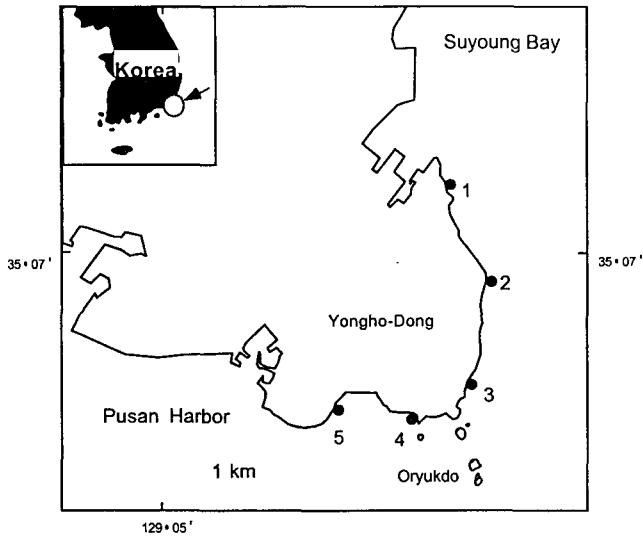 Suyoung Bay
Korea
1
35°07'
35°07'
2
Yongho-Dong
3
Pusan Harbor
5
4
1 km
Oryukdo
129°05'